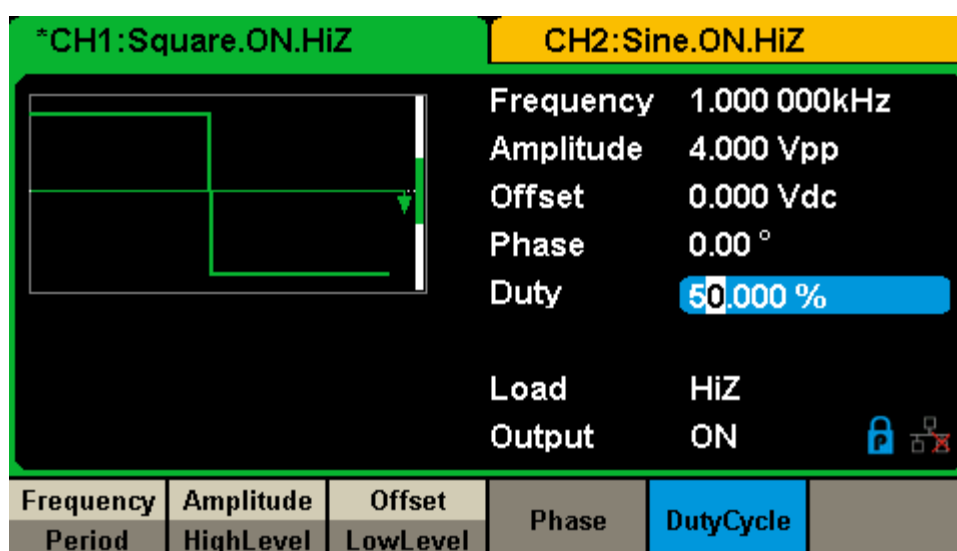 *CH1:Square.ON.HiZ
CH2:Sine.ON.HiZ
Frequency 1.000 000kHz
Amplitude 4.000 Vpp
Offset 0.000 Vdc
Phase 0.00 °
Duty 50.000 %
Load HiZ
Output ON
P
Frequency Amplitude Offset
Phase DutyCycle
Period HighLevel LowLevel